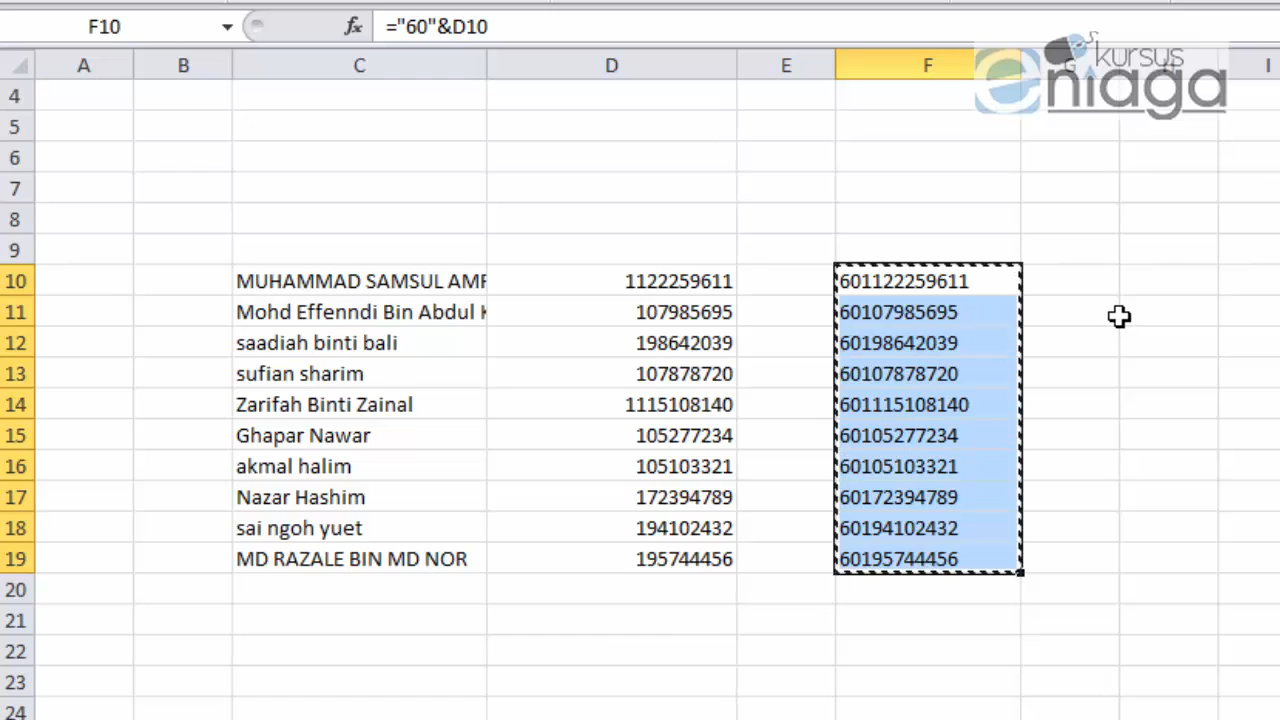 F10 fx ="60"&D10
A B C D E F G H I
kursus
eniaga
4
5
6
7
8
9
10 MUHAMMAD SAMSUL 1122259611 601122259611
11 Mohd Effenndi Bin Abdul 107985695 60107985695
12 saadiah binti bali 198642039 60198642039
13 sufian sharim 107878720 60107878720
14 Zarifah Binti Zainal 1115108140 601115108140
15 Ghapar Nawar 105277234 60105277234
16 akmal halim 105103321 60105103321
17 Nazar Hashim 172394789 60172394789
18 sai ngoh yuet 194102432 60194102432
19 MD RAZALE BIN MD NOR 195744456 60195744456
20
21
22
23
24